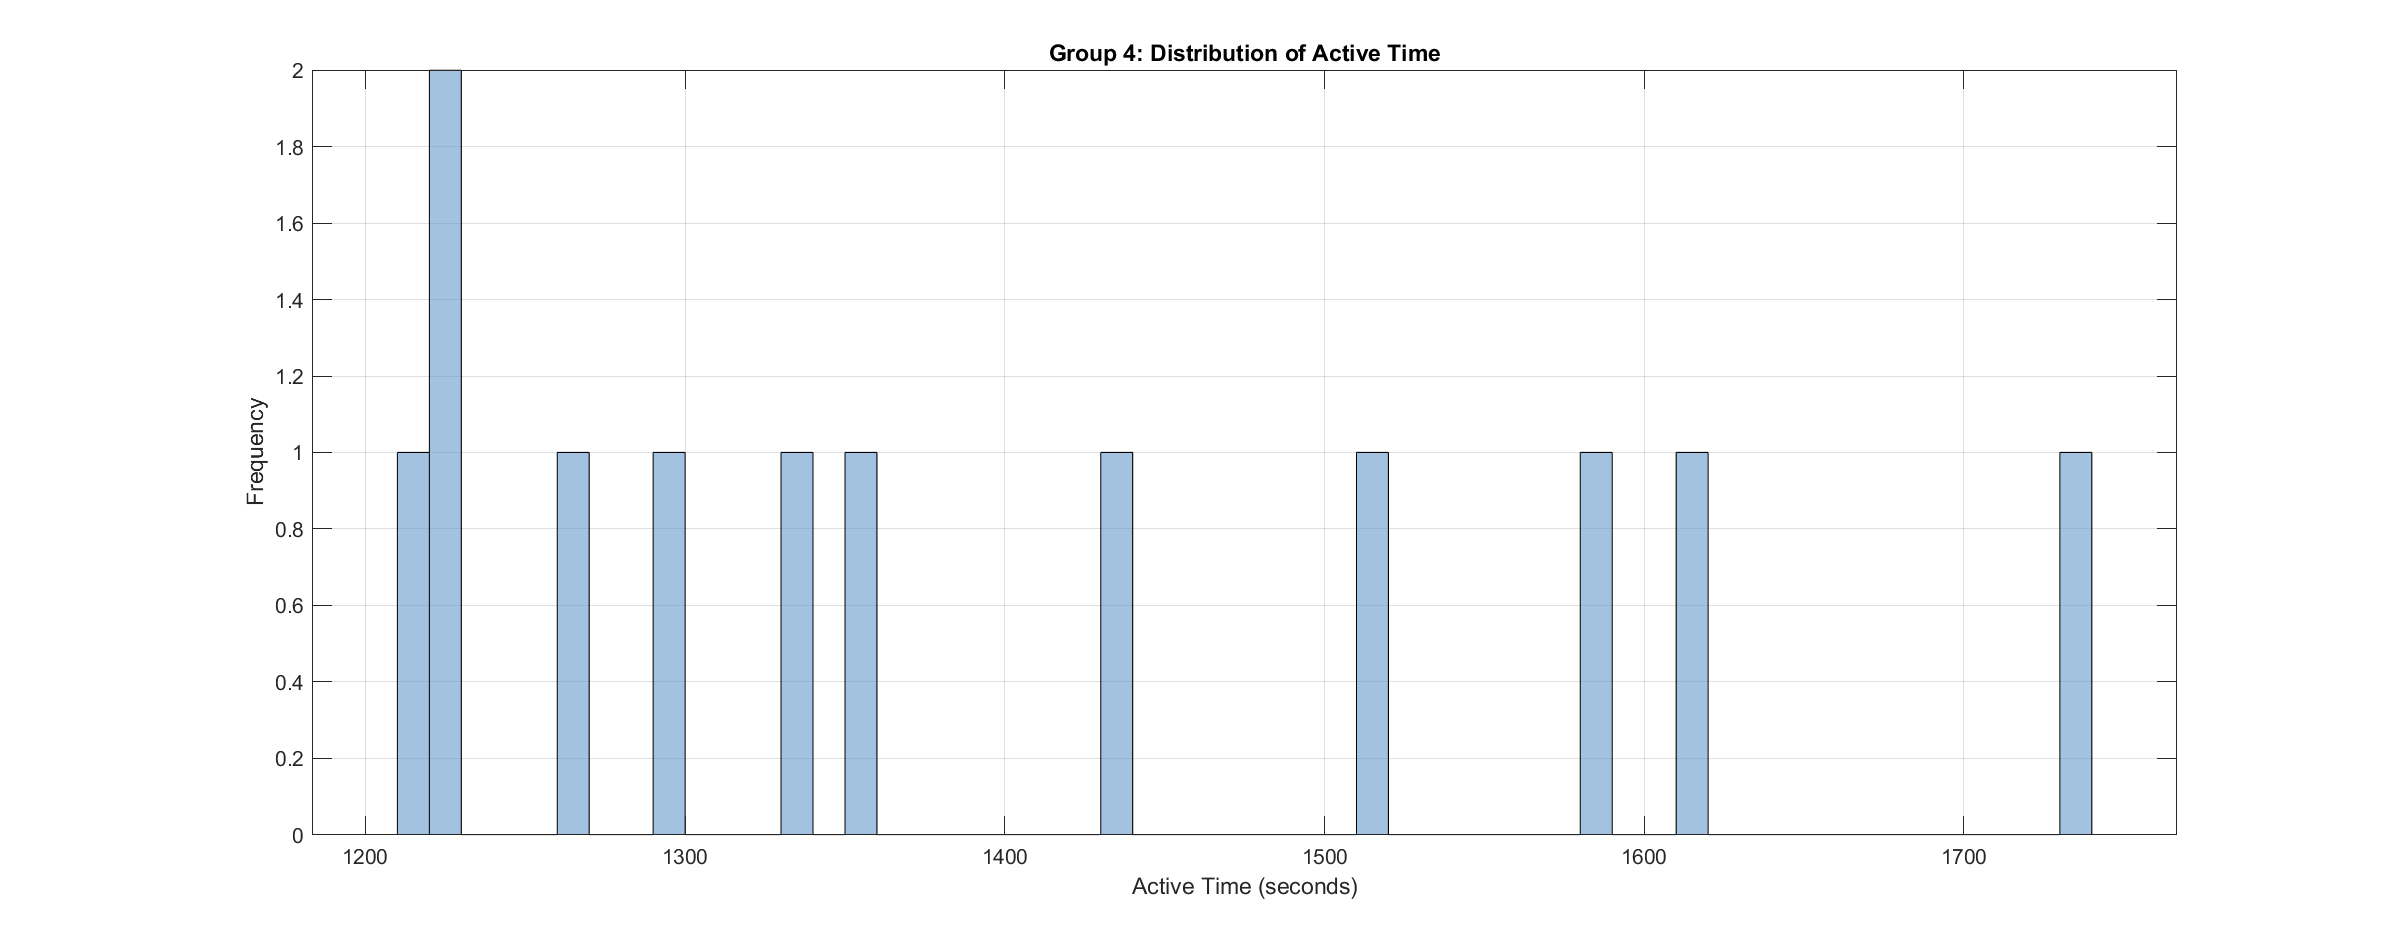 Group 4: Distribution of Active Time
2
1.8
1.6
1.4
1.2
1
0.8
0.6
0.4
0.2
0
Frequency
1200 1300 1400 1500 1600 1700
Active Time (seconds)